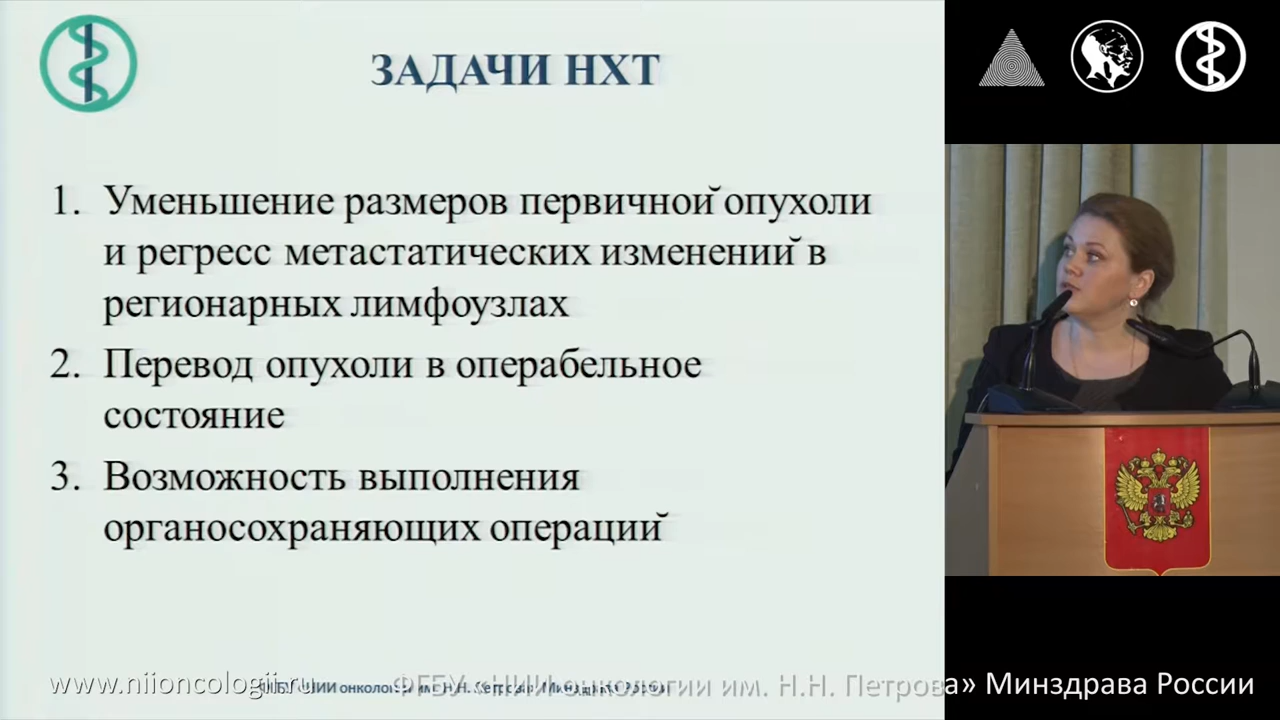 ЗАДАЧИ НХТ
1. Уменьшение размеров первичной опухоли
и регресс метастатических изменений в
регионарных лимфоузлах
2. Перевод опухоли в операбельное
состояние
3. Возможность выполнения
органосохраняющих операций
www.niioncologii.ru
ФГБУ «НИИ онкологии им. Н.Н. Петрова» Минздрава России